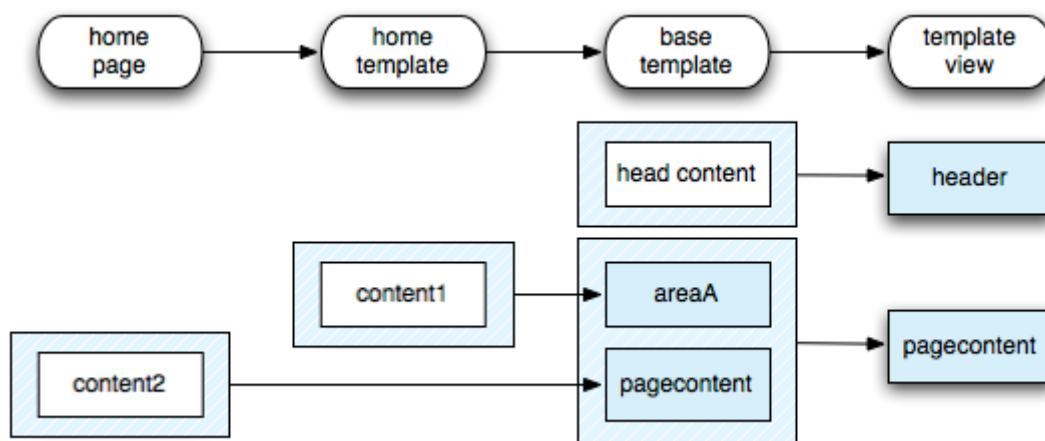 home
page
home
template
base
template
template
view
head content
header
content1
areaA
pagecontent
content2
pagecontent